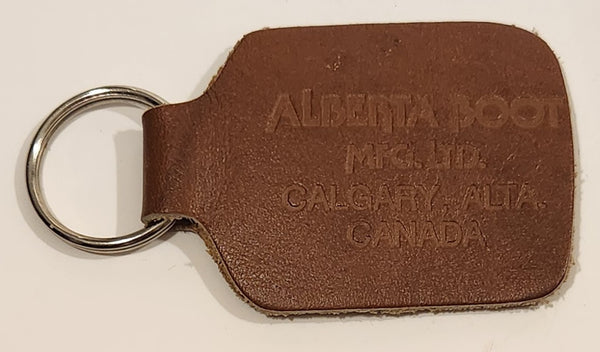 ALBERTA BOOT
MFG. LTD.
CALGARY, ALTA.
CANADA